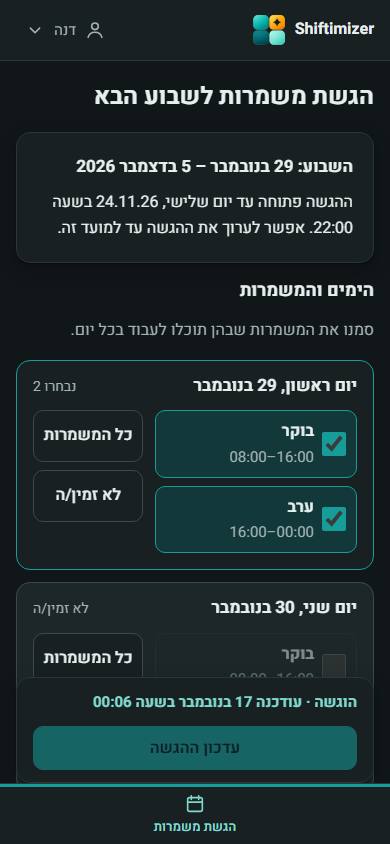 Shiftimizer
דנה
הגשת משמרות לשבוע הבא
השבוע: 29 בנובמבר – 5 בדצמבר 2026
ההגשה פתוחה עד יום שלישי, 24.11.26 בשעה
22:00. אפשר לערוך את ההגשה עד למועד זה.
הימים והמשמרות
סמנו את המשמרות שבהן תוכלו לעבוד בכל יום.
יום ראשון, 29 בנובמבר
נבחרו 2
בוקר
08:00–16:00
ערב
16:00–00:00
כל המשמרות
לא זמין/ה
יום שני, 30 בנובמבר
לא זמין/ה
בוקר
כל המשמרות
הוגשה · עודכנה 17 בנובמבר בשעה 00:06
עדכון ההגשה
הגשת משמרות